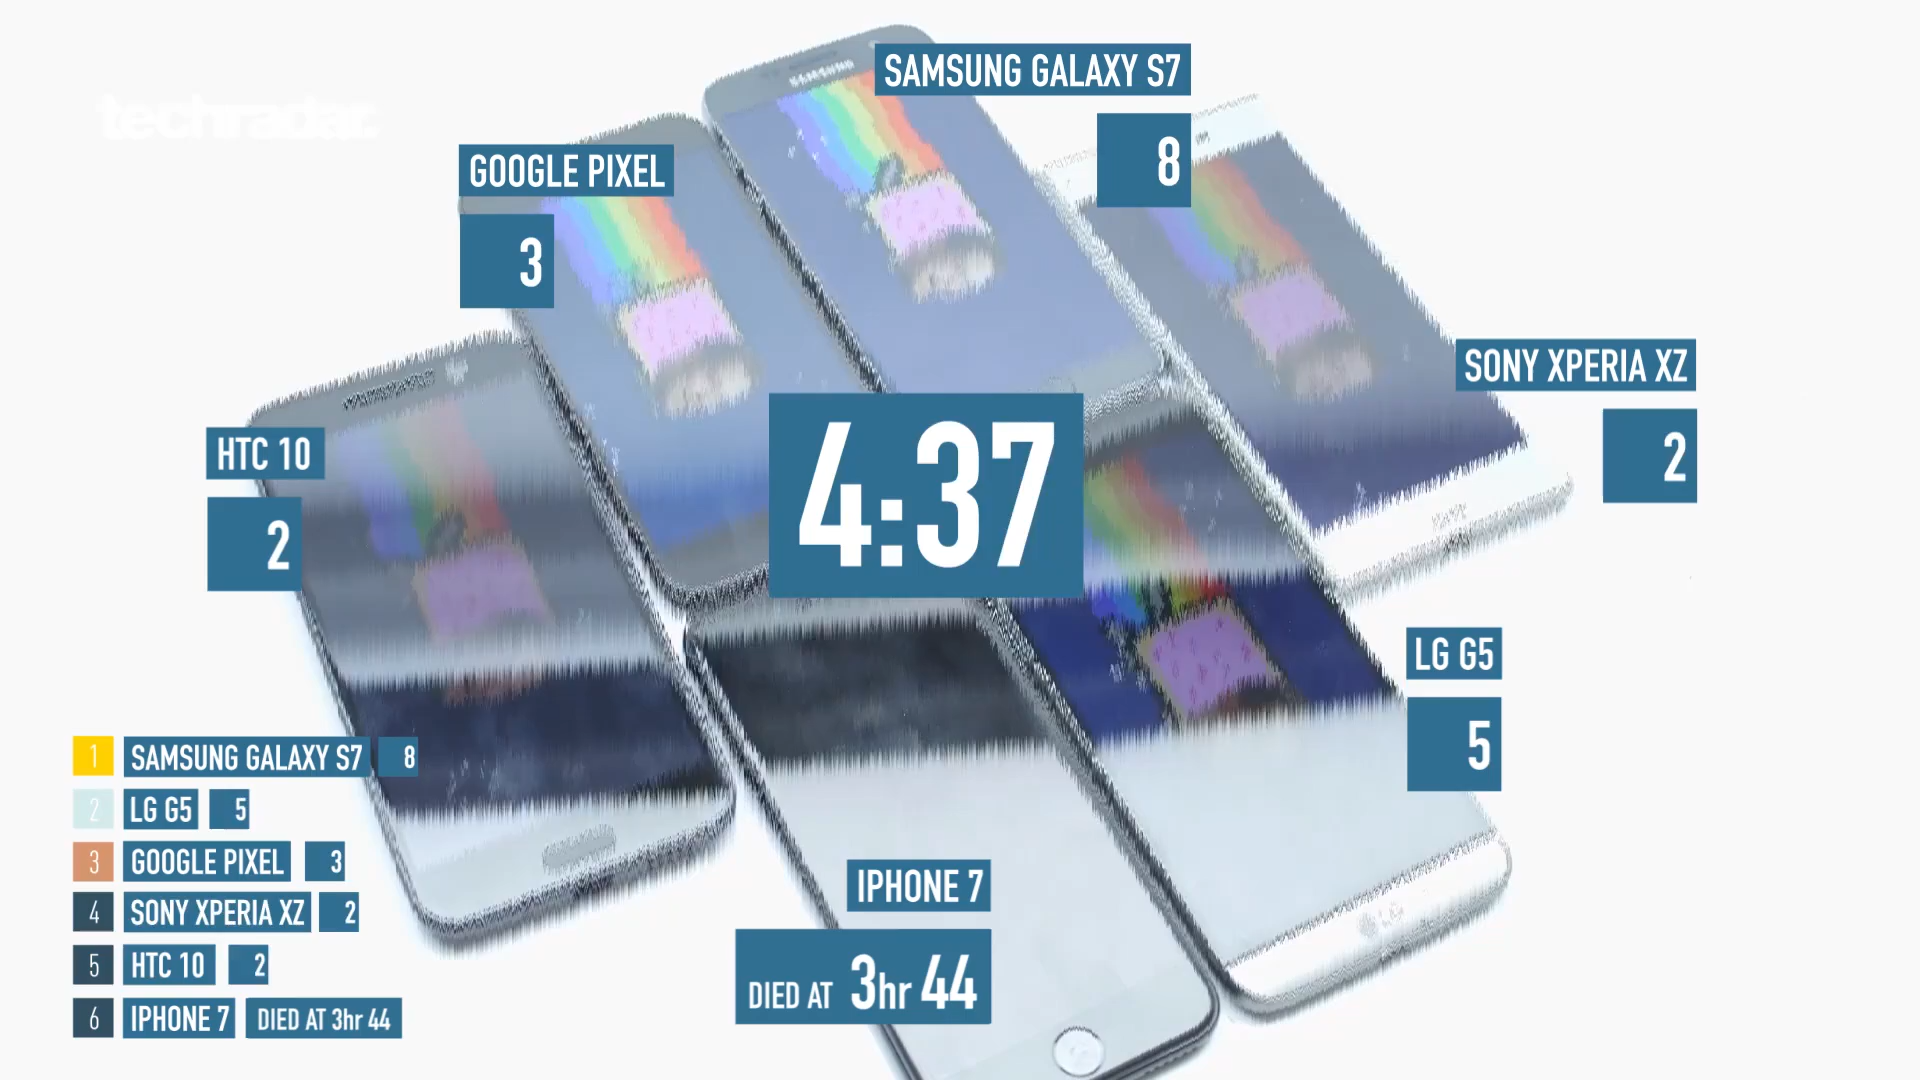 techradar.
SAMSUNG
SAMSUNG GALAXY S7
8
GOOGLE PIXEL
3
SONY XPERIA XZ
2
HTC 10
2
4:37
LG G5
5
IPHONE 7
DIED AT 3hr 44
LG
1 SAMSUNG GALAXY S7 8
2 LG G5 5
3 GOOGLE PIXEL 3
4 SONY XPERIA XZ 2
5 HTC 10 2
6 IPHONE 7 DIED AT 3hr 44